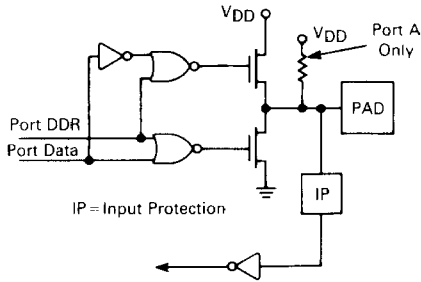 VDD
VDD
Port A
Only
PAD
Port DDR
Port Data
IP
IP = Input Protection